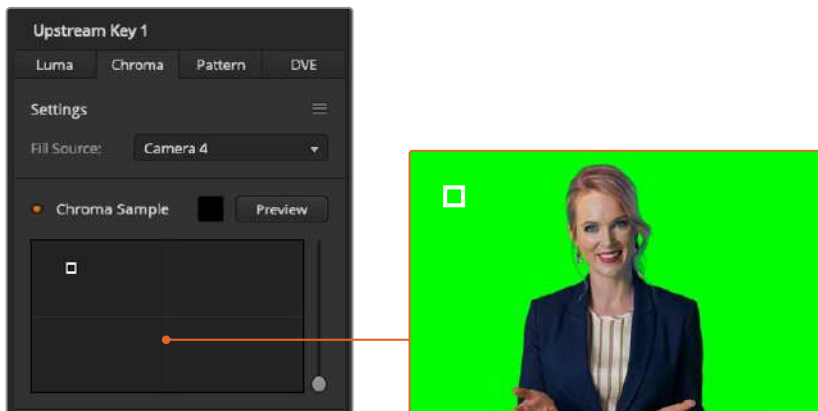 Upstream Key 1
Luma Chroma Pattern DVE
Settings
Fill Source: Camera 4
Chroma Sample Preview